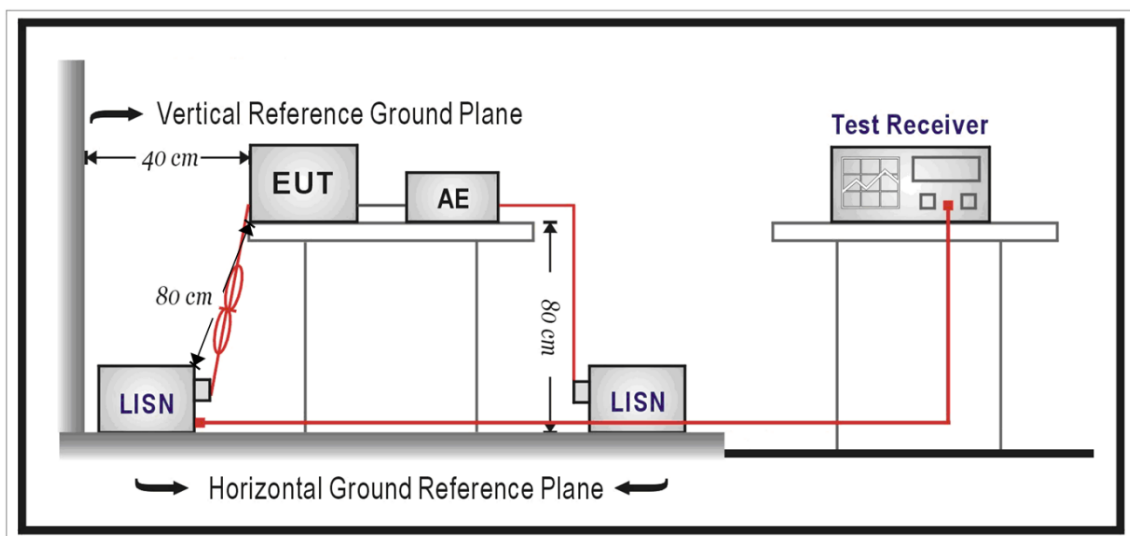 Vertical Reference Ground Plane
Test Receiver
40 cm
EUT
AE
80 cm
80 cm
LISN
LISN
Horizontal Ground Reference Plane